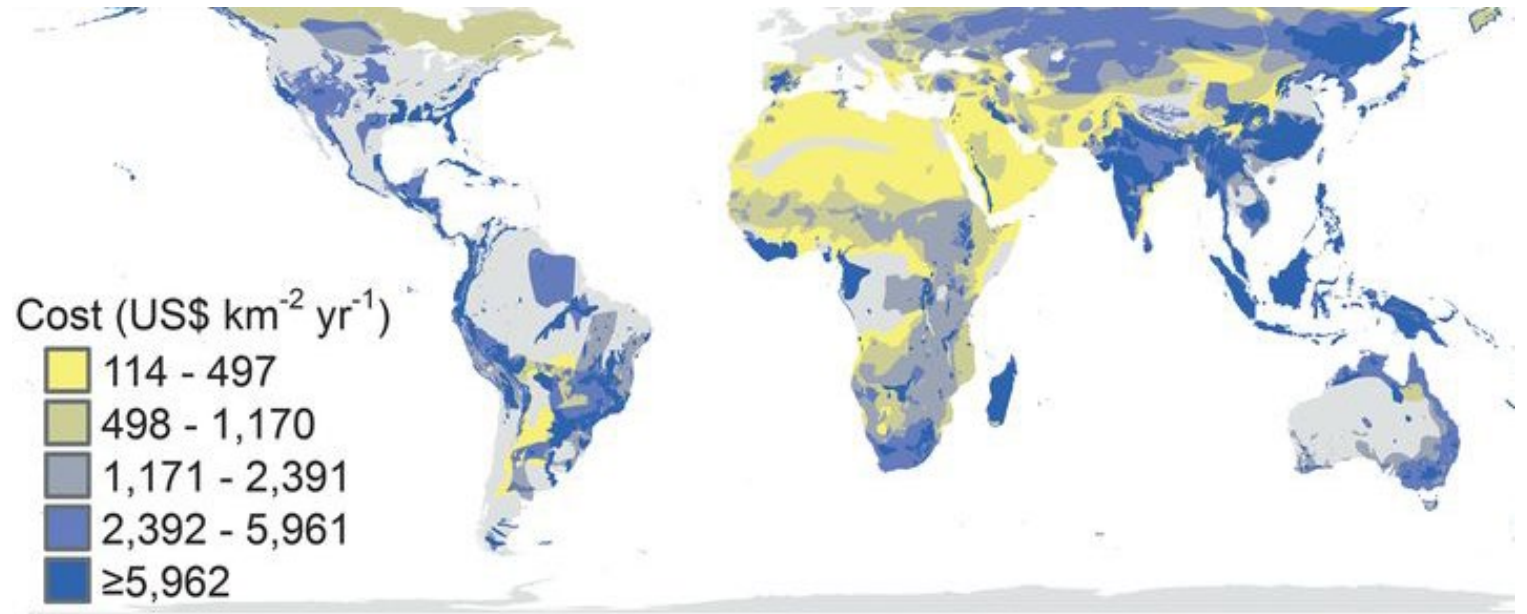 Cost (US$ km-2 yr-1)
114 - 497
498 - 1,170
1,171 - 2,391
2,392 - 5,961
≥5,962